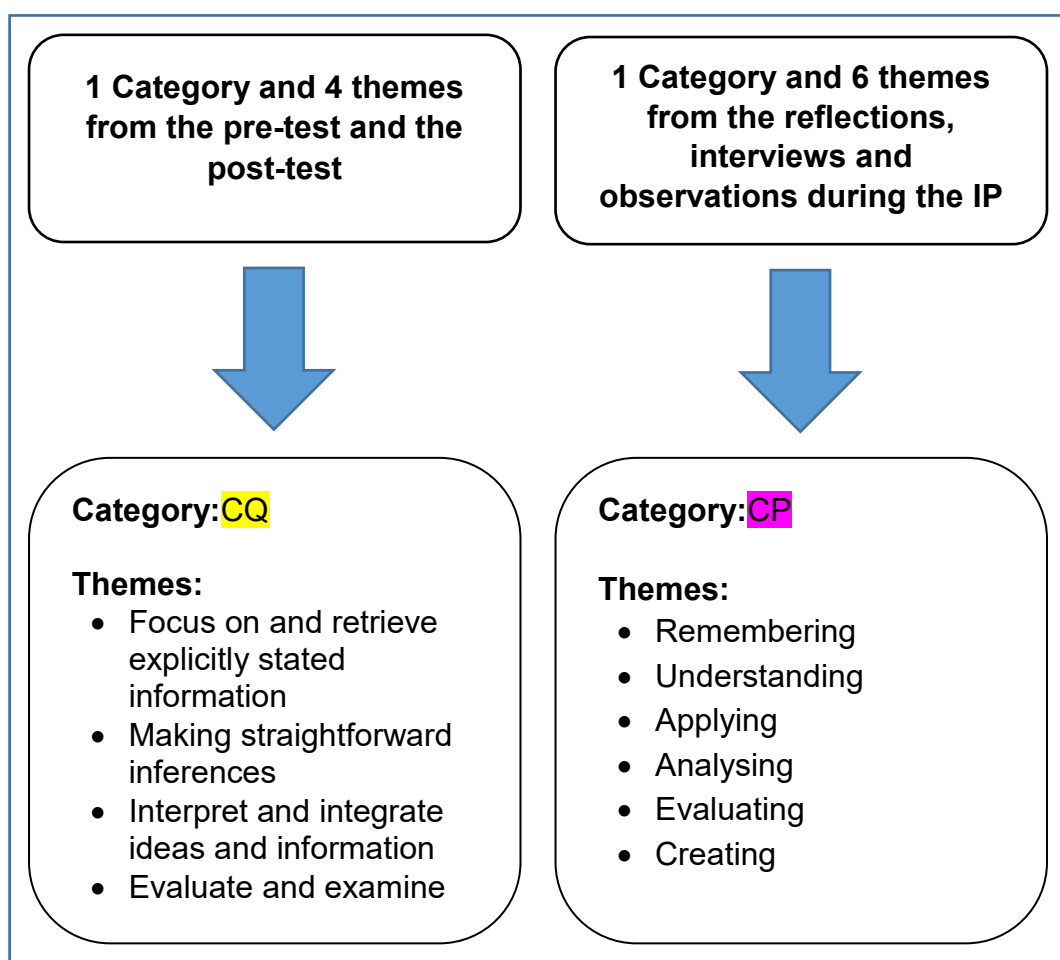 1 Category and 4 themes
from the pre-test and the
post-test
1 Category and 6 themes
from the reflections,
interviews and
observations during the IP
Category:CQ
Themes:
• Focus on and retrieve
explicitly stated
information
• Making straightforward
inferences
• Interpret and integrate
ideas and information
• Evaluate and examine
Category:CP
Themes:
• Remembering
• Understanding
• Applying
• Analysing
• Evaluating
• Creating